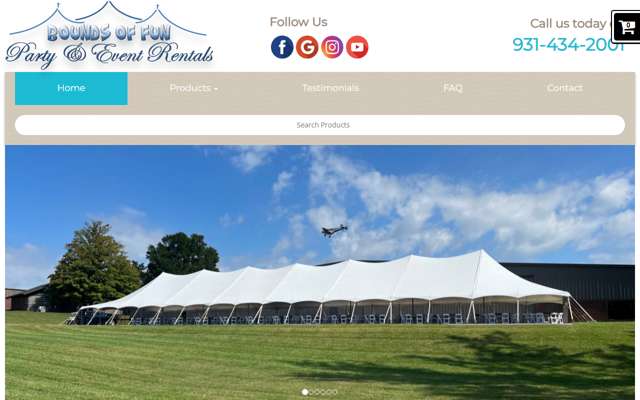 BOUNDS OF FUN
Party & Event Rentals
Follow Us
Call us today
931-434-2001
0
Home
Products
Testimonials
FAQ
Contact
Search Products